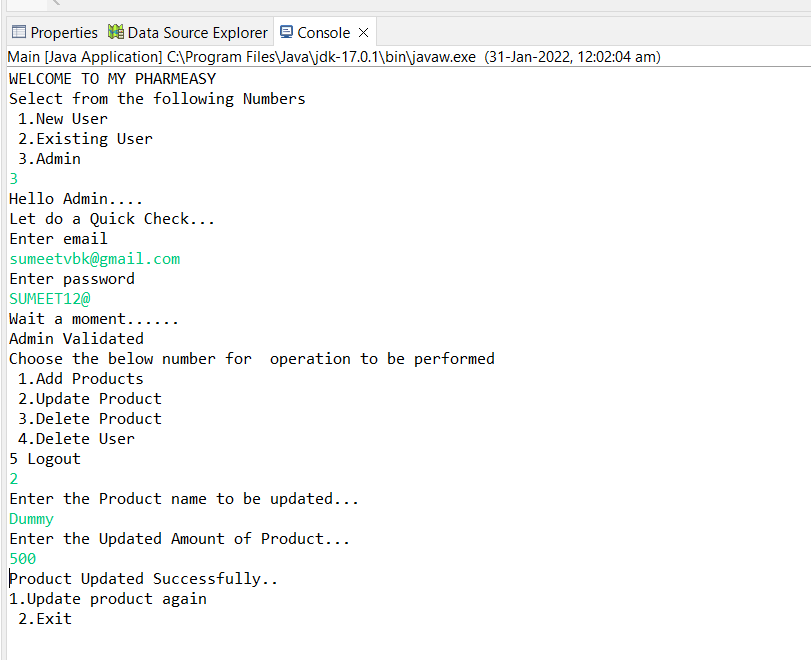 Properties Data Source Explorer Console
Main [Java Application] C:\Program Files\Java\jdk-17.0.1\bin\javaw.exe (31-Jan-2022, 12:02:04 am)
WELCOME TO MY PHARMEASY
Select from the following Numbers
 1.New User
 2.Existing User
 3.Admin
3
Hello Admin....
Let do a Quick Check...
Enter email
sumeetvbk@gmail.com
Enter password
SUMEET12@
Wait a moment......
Admin Validated
Choose the below number for  operation to be performed
 1.Add Products
 2.Update Product
 3.Delete Product
 4.Delete User
5 Logout
2
Enter the Product name to be updated...
Dummy
Enter the Updated Amount of Product...
500
Product Updated Successfully..
1.Update product again
 2.Exit